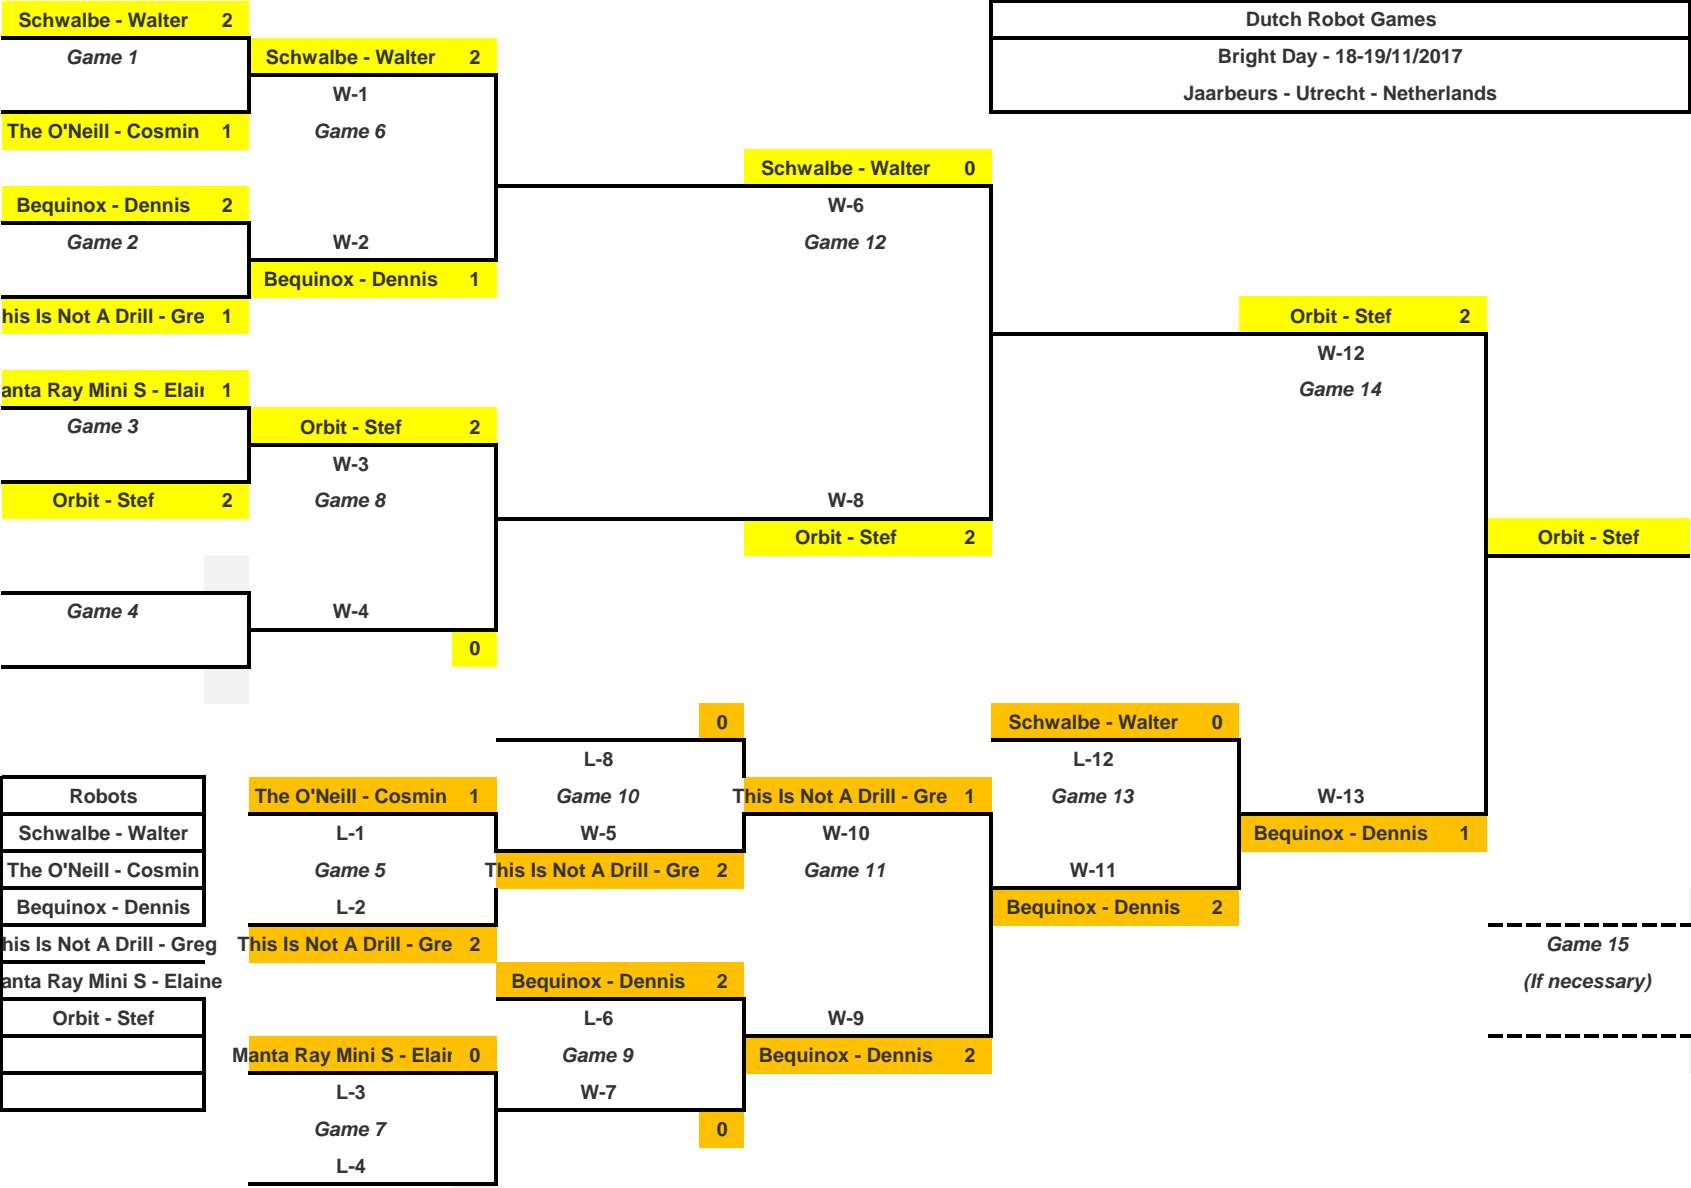 Schwalbe - Walter 2
Dutch Robot Games
Game 1
Schwalbe - Walter 2
Bright Day - 18-19/11/2017
W-1
Jaarbeurs - Utrecht - Netherlands
The O'Neill - Cosmin 1
Game 6
Schwalbe - Walter 0
Bequinox - Dennis 2
W-6
Game 2
W-2
Game 12
Bequinox - Dennis 1
his Is Not A Drill - Gre 1
Orbit - Stef 2
W-12
anta Ray Mini S - Elair 1
Game 14
Game 3
Orbit - Stef 2
W-3
Orbit - Stef 2
Game 8
W-8
Orbit - Stef 2
Orbit - Stef
Game 4
W-4
0
0
Schwalbe - Walter 0
L-8
L-12
Robots
The O'Neill - Cosmin 1
Game 10
This Is Not A Drill - Gre 1
Game 13
W-13
Schwalbe - Walter
L-1
W-5
W-10
Bequinox - Dennis 1
The O'Neill - Cosmin
Game 5
This Is Not A Drill - Gre 2
Game 11
W-11
Bequinox - Dennis
L-2
Bequinox - Dennis 2
his Is Not A Drill - Greg
This Is Not A Drill - Gre 2
Game 15
anta Ray Mini S - Elaine
Bequinox - Dennis 2
(If necessary)
Orbit - Stef
L-6
W-9
Manta Ray Mini S - Elair 0
Game 9
Bequinox - Dennis 2
L-3
W-7
Game 7
0
L-4